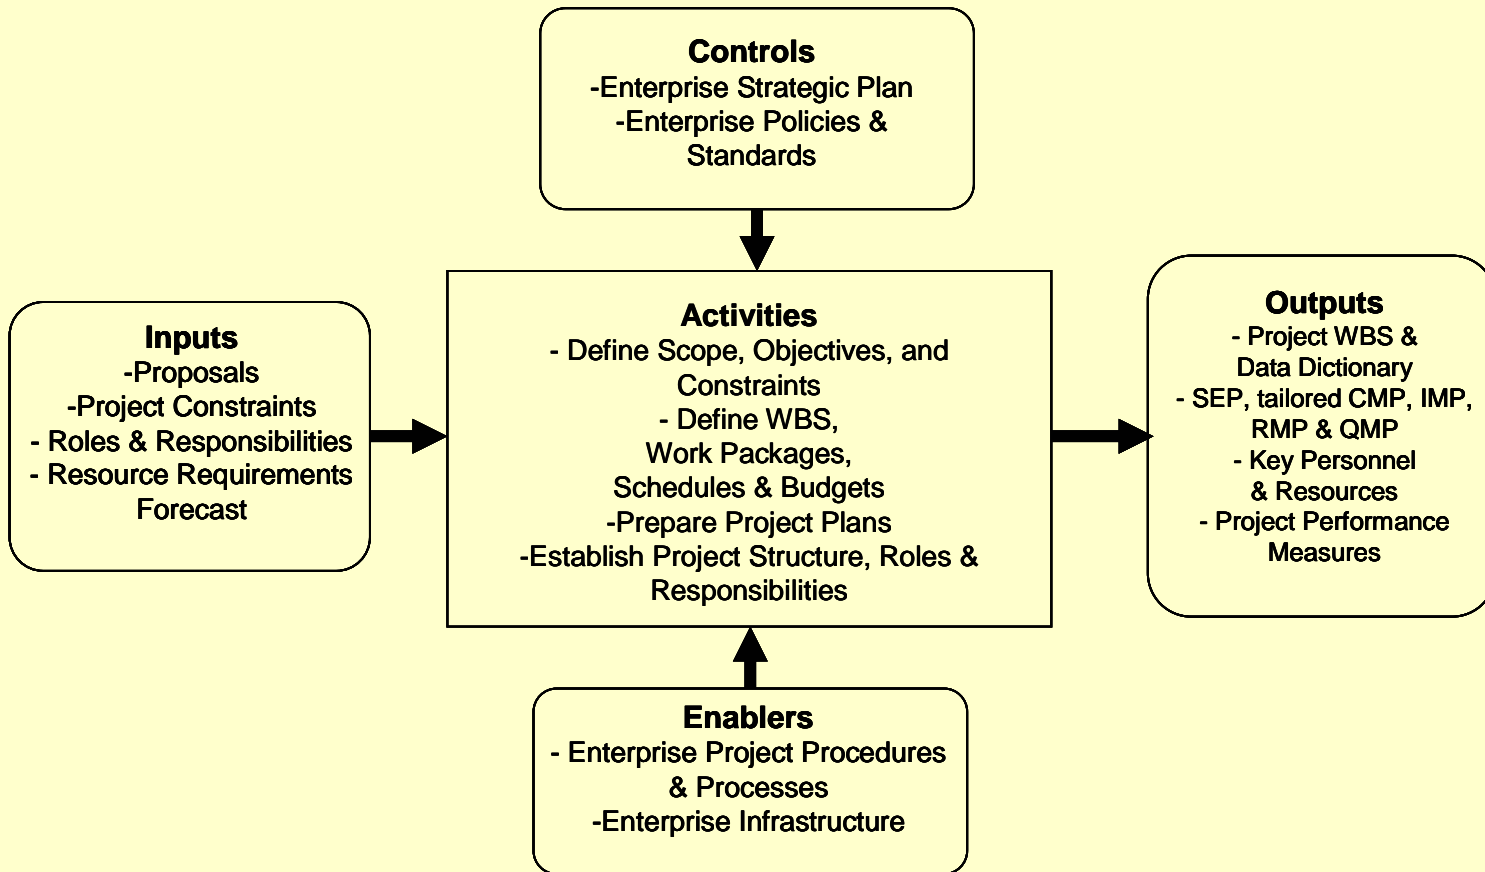 Controls
-Enterprise Strategic Plan
-Enterprise Policies &
Standards
Inputs
-Proposals
-Project Constraints
- Roles & Responsibilities
- Resource Requirements
Forecast
Activities
- Define Scope, Objectives, and
Constraints
- Define WBS,
Work Packages,
Schedules & Budgets
-Prepare Project Plans
-Establish Project Structure, Roles &
Responsibilities
Outputs
- Project WBS &
Data Dictionary
- SEP, tailored CMP, IMP,
RMP & QMP
- Key Personnel
& Resources
- Project Performance
Measures
Enablers
- Enterprise Project Procedures
& Processes
-Enterprise Infrastructure